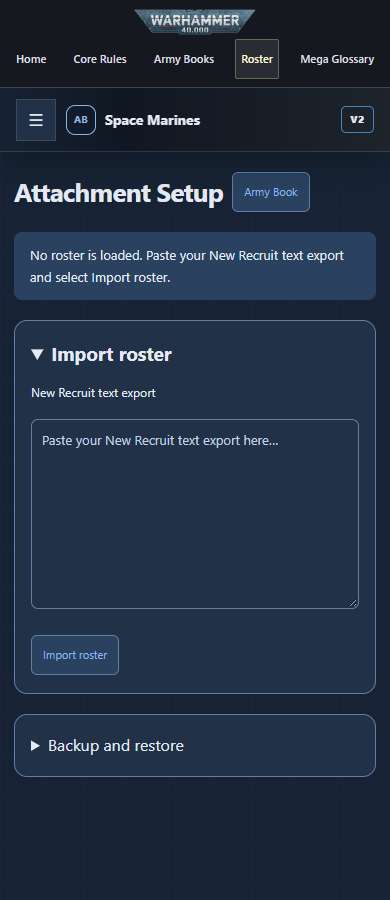 WARHAMMER
40,000
Home Core Rules Army Books Roster Mega Glossary
AB Space Marines V2
Attachment Setup Army Book
No roster is loaded. Paste your New Recruit text export
and select Import roster.
Import roster
New Recruit text export
Paste your New Recruit text export here...
Import roster
Backup and restore